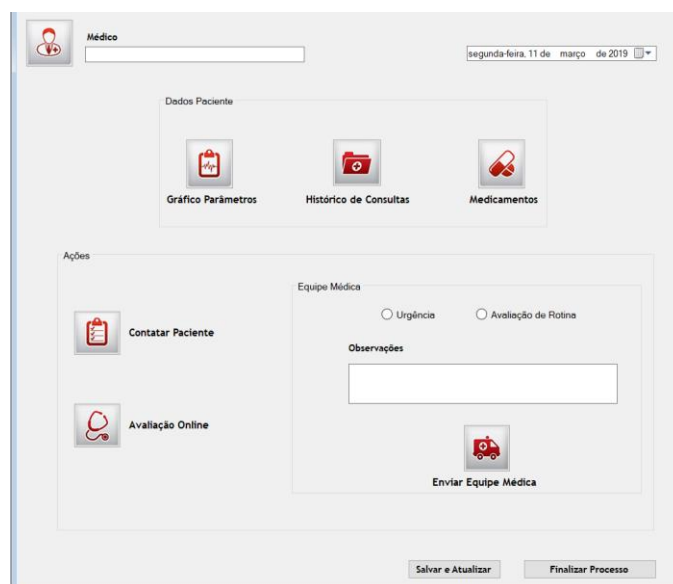 Médico
segunda-feira, 11 de março de 2019
Dados Paciente
Gráfico Parâmetros Histórico de Consultas Medicamentos
Ações
Equipe Médica
Urgência Avaliação de Rotina
Contatar Paciente
Observações
Avaliação Online
Enviar Equipe Médica
Salvar e Atualizar Finalizar Processo